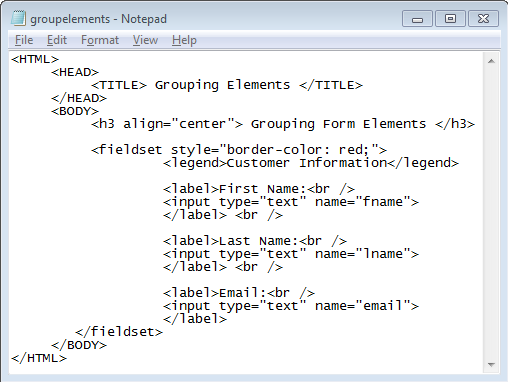 groupelements - Notepad
File Edit Format View Help
<HTML>
<HEAD>
<TITLE> Grouping Elements </TITLE>
</HEAD>
<BODY>
<h3 align="center"> Grouping Form Elements </h3>
<fieldset style="border-color: red;">
<legend>Customer Information</legend>
<label>First Name:<br />
<input type="text" name="fname">
</label> <br />
<label>Last Name:<br />
<input type="text" name="lname">
</label> <br />
<label>Email:<br />
<input type="text" name="email">
</label>
</fieldset>
</BODY>
</HTML>